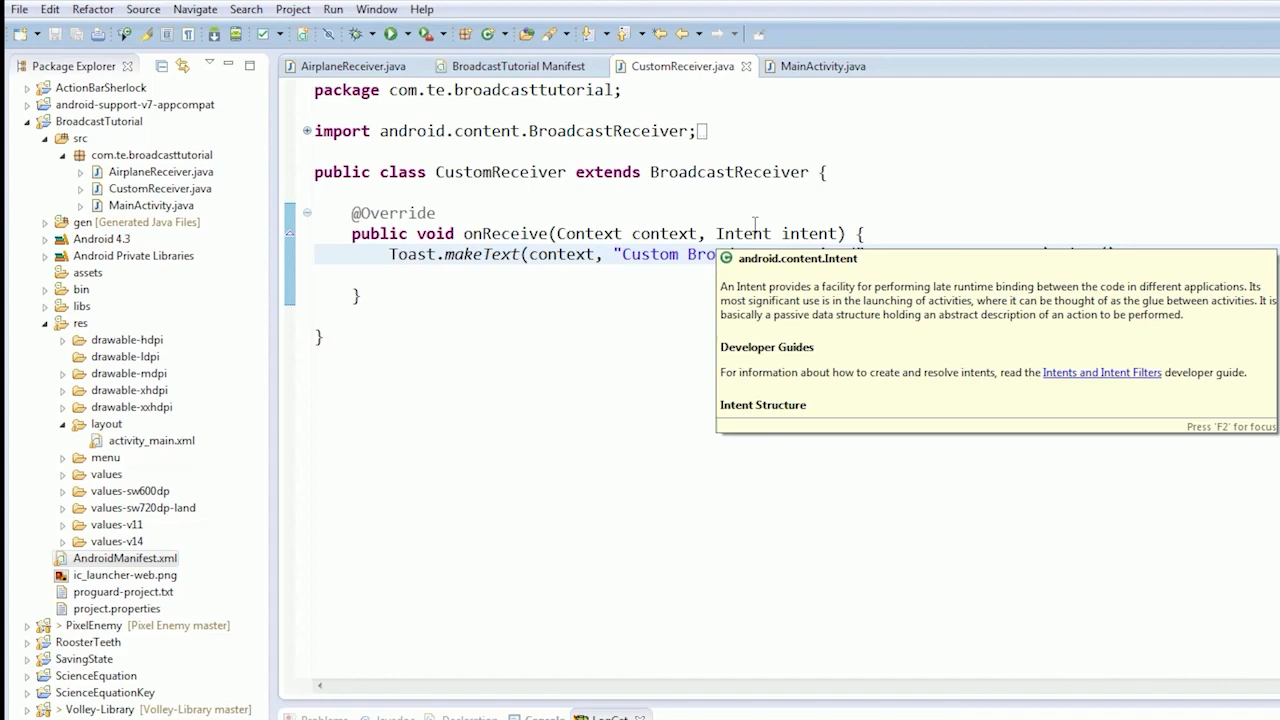 File Edit Refactor Source Navigate Search Project Run Window Help
Package Explorer
AirplaneReceiver.java BroadcastTutorial Manifest CustomReceiver.java MainActivity.java
ActionBarSherlock
android-support-v7-appcompat
BroadcastTutorial
src
com.te.broadcasttutorial
AirplaneReceiver.java
CustomReceiver.java
MainActivity.java
gen [Generated Java Files]
Android 4.3
Android Private Libraries
assets
bin
libs
res
drawable-hdpi
drawable-ldpi
drawable-mdpi
drawable-xhdpi
drawable-xxhdpi
layout
activity_main.xml
menu
values
values-sw600dp
values-sw720dp-land
values-v11
values-v14
AndroidManifest.xml
ic_launcher-web.png
proguard-project.txt
project.properties
> PixelEnemy [Pixel Enemy master]
RoosterTeeth
SavingState
ScienceEquation
ScienceEquationKey
> Volley-Library [Volley-Library master]
package com.te.broadcasttutorial;
import android.content.BroadcastReceiver;
public class CustomReceiver extends BroadcastReceiver {
@Override
public void onReceive(Context context, Intent intent) {
Toast.makeText(context, "Custom Bro
}
}
android.content.Intent
An Intent provides a facility for performing late runtime binding between the code in different applications. Its
most significant use is in the launching of activities, where it can be thought of as the glue between activities. It is
basically a passive data structure holding an abstract description of an action to be performed.
Developer Guides
For information about how to create and resolve intents, read the Intents and Intent Filters developer guide.
Intent Structure
Press 'F2' for focus
Problems Javadoc Declaration Console LogCat